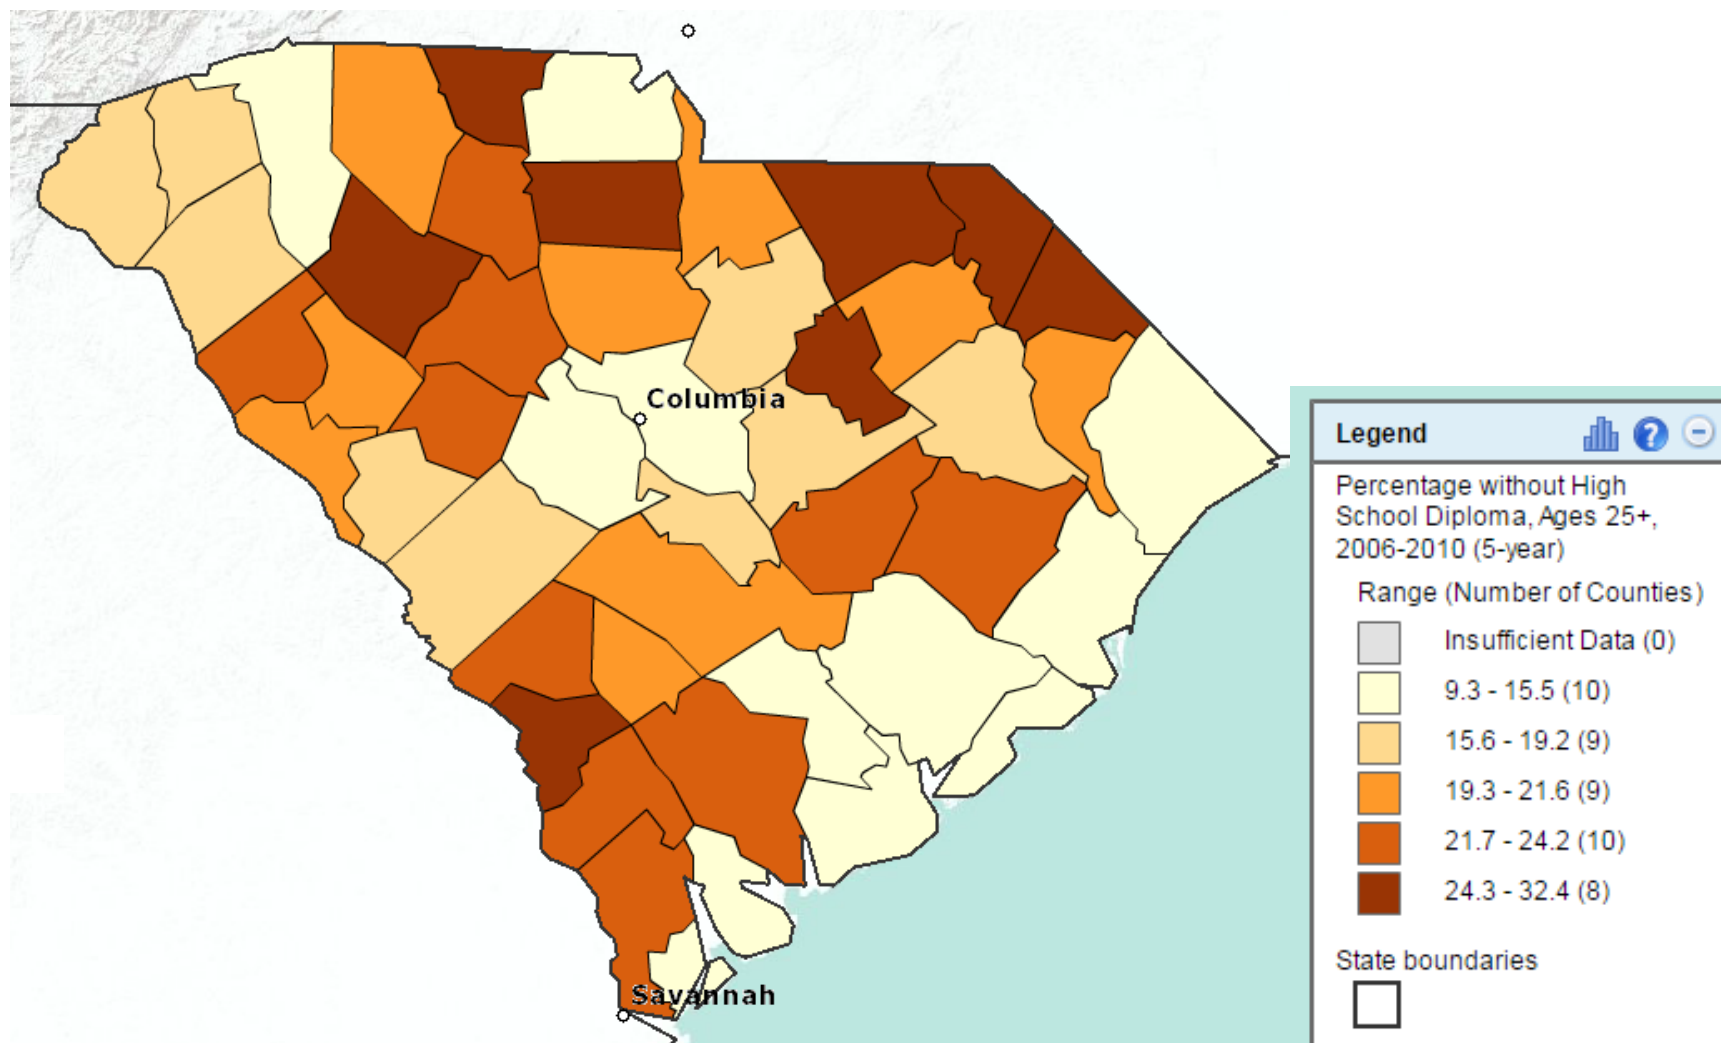 Columbia
Savannah
Legend
?
Percentage without High
School Diploma, Ages 25+,
2006-2010 (5-year)
Range (Number of Counties)
Insufficient Data (0)
9.3 - 15.5 (10)
15.6 - 19.2 (9)
19.3 - 21.6 (9)
21.7 - 24.2 (10)
24.3 - 32.4 (8)
State boundaries